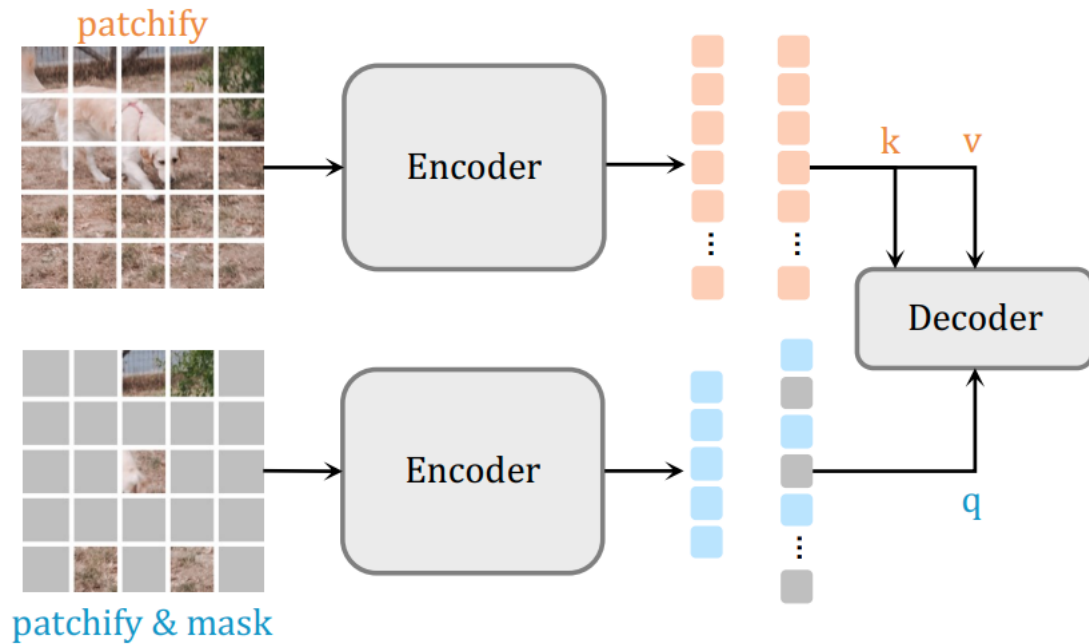 patchify
Encoder
k
v
Decoder
Encoder
q
patchify & mask